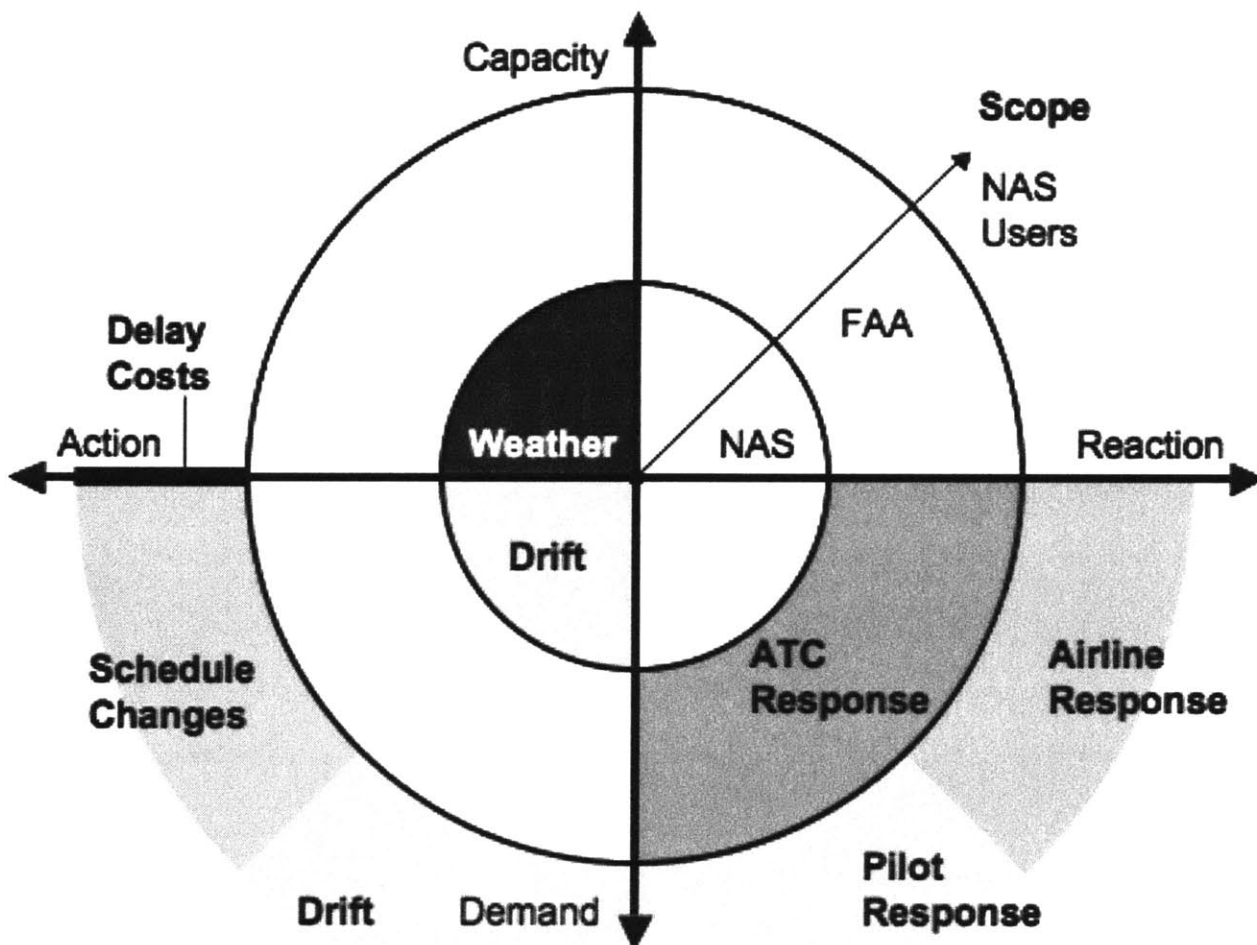 Capacity
Scope
NAS
Users
FAA
Delay
Costs
Action
Weather
NAS
Reaction
Drift
Schedule
Changes
ATC
Response
Airline
Response
Drift
Demand
Pilot
Response